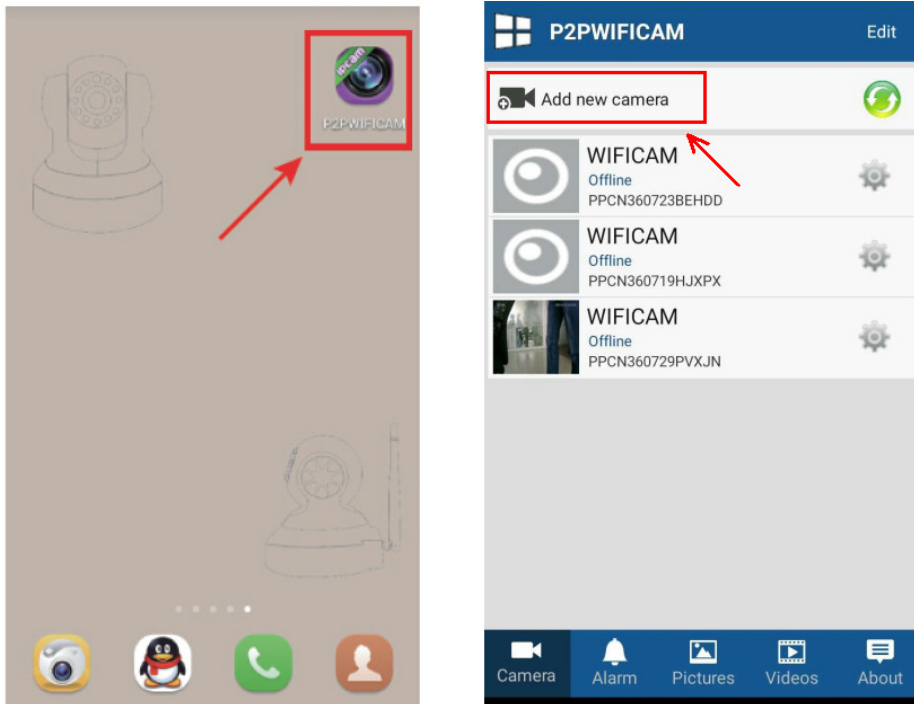 ipcam
P2PWIFICAM
P2PWIFICAM
Edit
Add new camera
WIFICAM
Offline
PPCN360723BEHDD
WIFICAM
Offline
PPCN360719HJXPX
WIFICAM
Offline
PPCN360729PVXJN
Camera
Alarm
Pictures
Videos
About